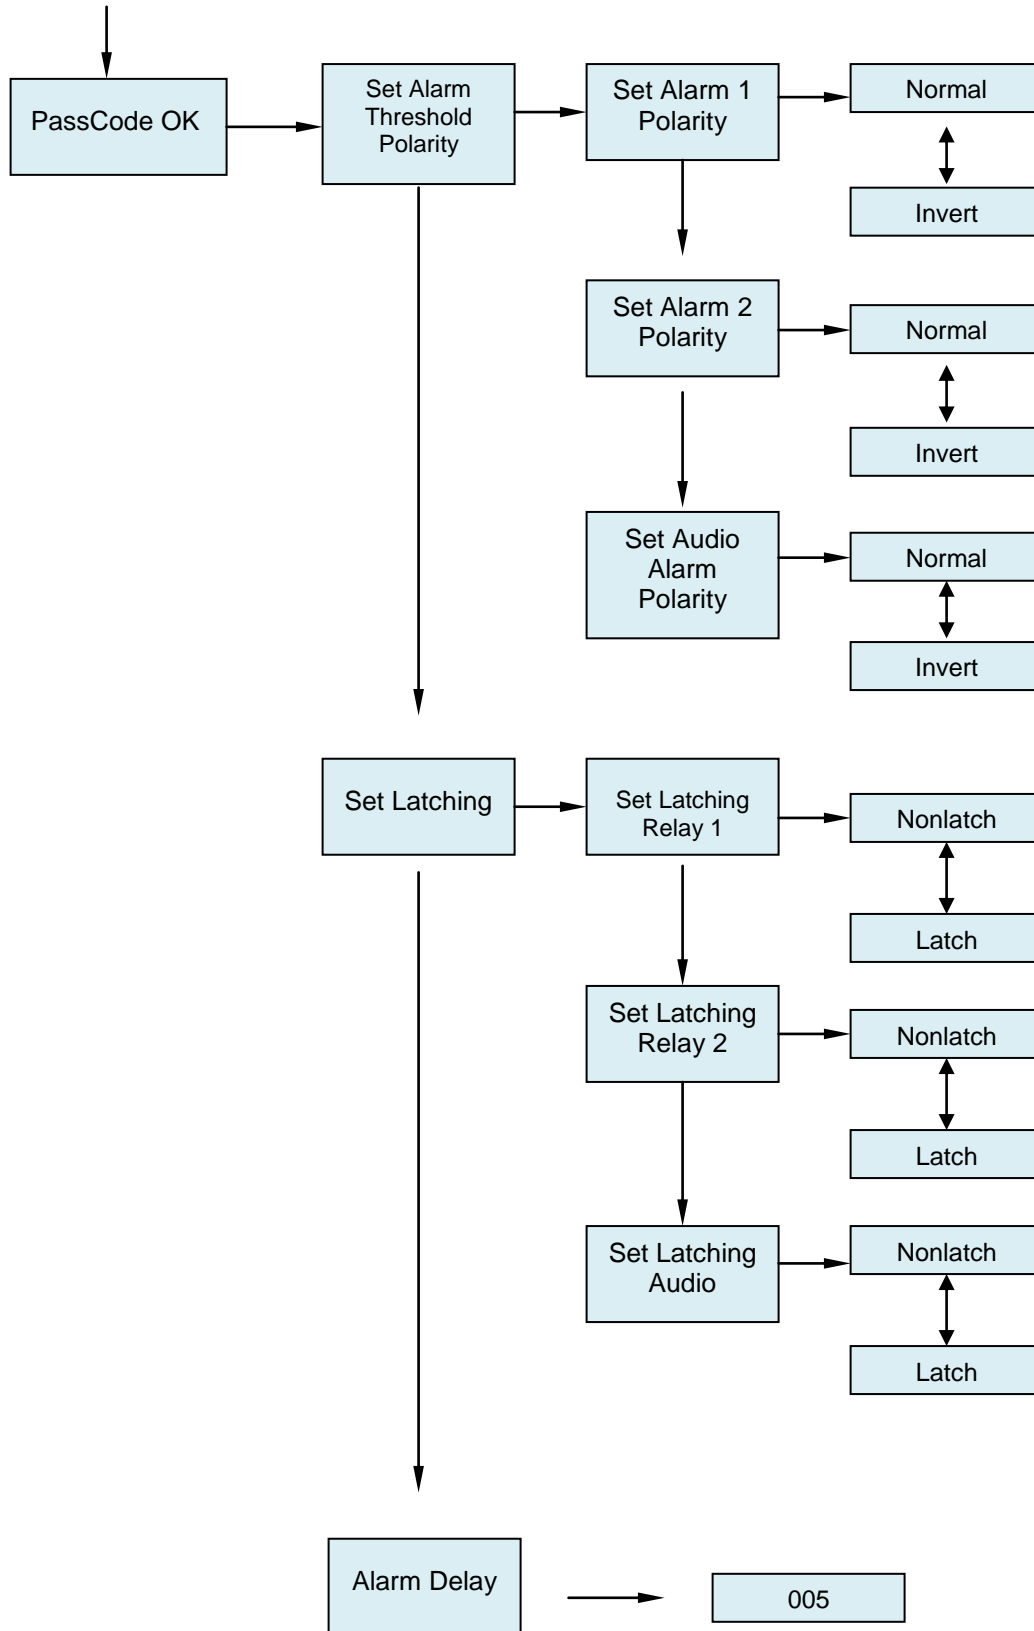 PassCode OK
Set Alarm
Threshold
Polarity
Set Alarm 1
Polarity
Normal
Invert
Set Alarm 2
Polarity
Normal
Invert
Set Audio
Alarm
Polarity
Normal
Invert
Set Latching
Set Latching
Relay 1
Nonlatch
Latch
Set Latching
Relay 2
Nonlatch
Latch
Set Latching
Audio
Nonlatch
Latch
Alarm Delay
005